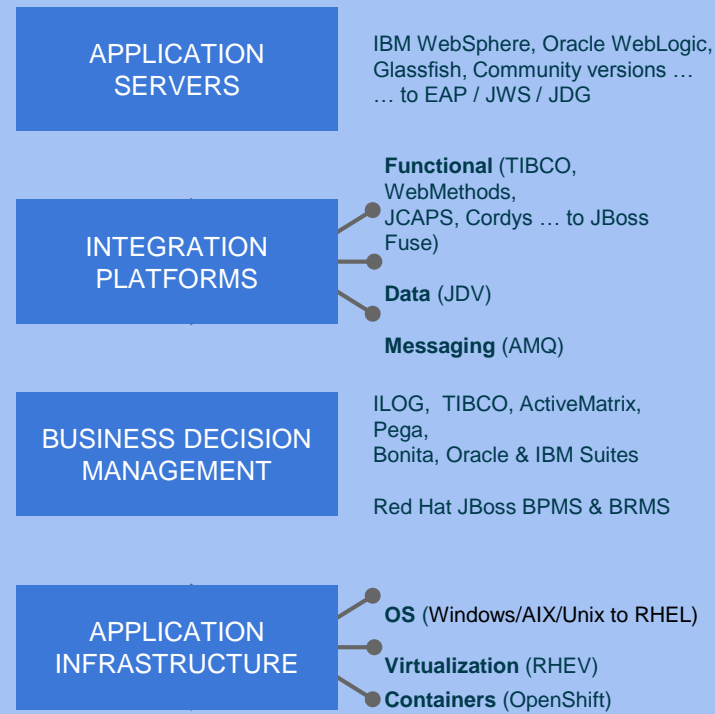 APPLICATION
SERVERS
IBM WebSphere, Oracle WebLogic,
Glassfish, Community versions …
… to EAP / JWS / JDG
INTEGRATION
PLATFORMS
Functional (TIBCO,
WebMethods,
JCAPS, Cordys … to JBoss
Fuse)
Data (JDV)
Messaging (AMQ)
BUSINESS DECISION
MANAGEMENT
ILOG, TIBCO, ActiveMatrix,
Pega,
Bonita, Oracle & IBM Suites
Red Hat JBoss BPMS & BRMS
APPLICATION
INFRASTRUCTURE
OS (Windows/AIX/Unix to RHEL)
Virtualization (RHEV)
Containers (OpenShift)